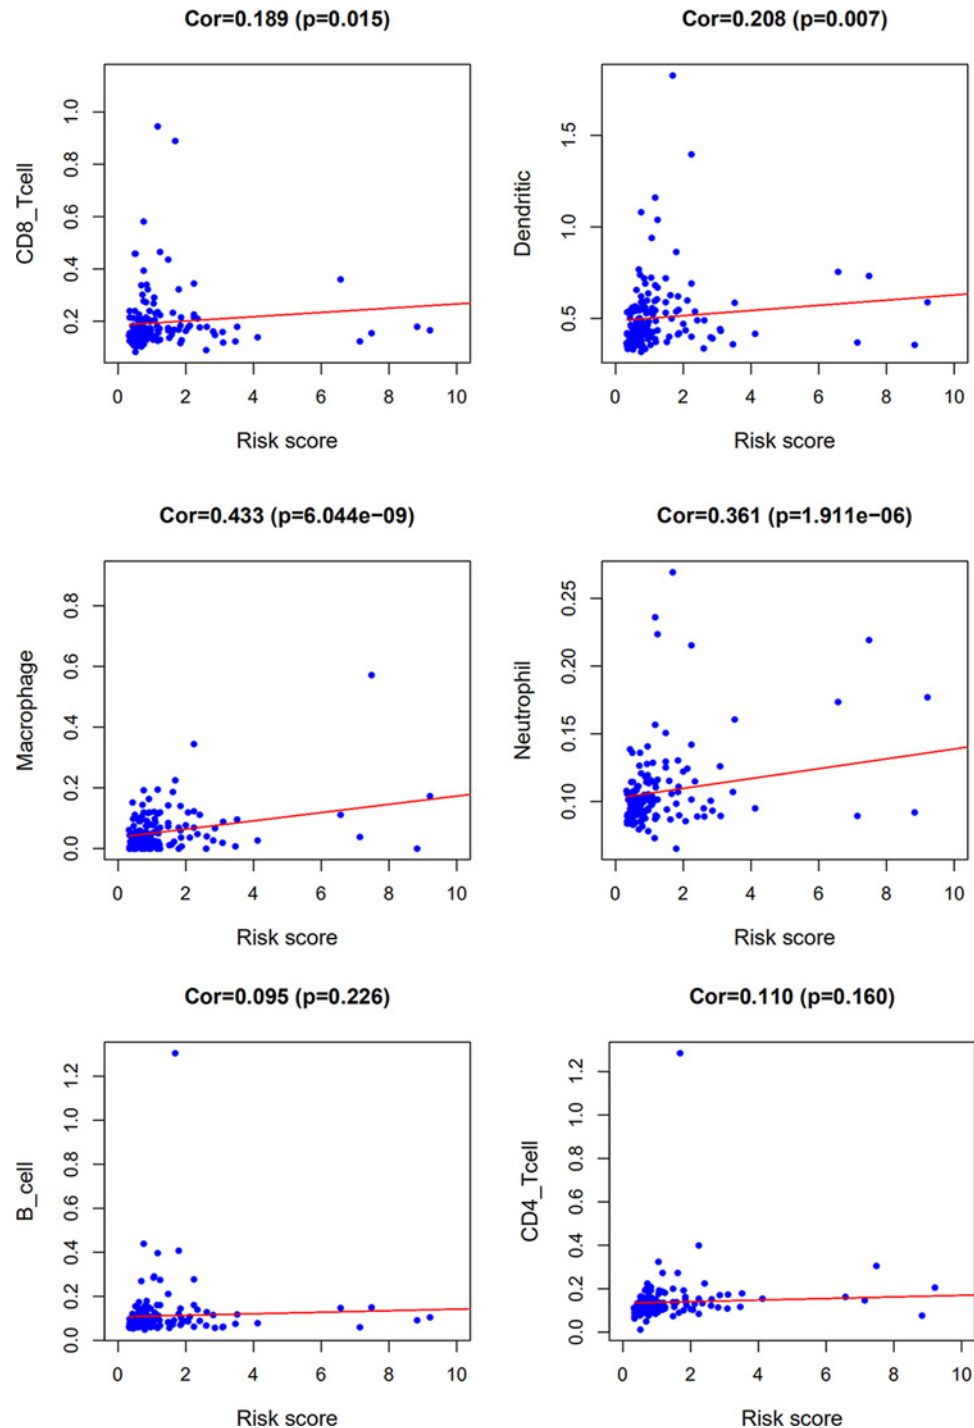 Cor=0.189 (p=0.015)
CD8_Tcell
0.2 0.4 0.6 0.8 1.0
0 2 4 6 8 10
Risk score
Cor=0.208 (p=0.007)
Dendritic
0.5 1.0 1.5
0 2 4 6 8 10
Risk score
Cor=0.433 (p=6.044e−09)
Macrophage
0.0 0.2 0.4 0.6 0.8
0 2 4 6 8 10
Risk score
Cor=0.361 (p=1.911e−06)
Neutrophil
0.10 0.15 0.20 0.25
0 2 4 6 8 10
Risk score
Cor=0.095 (p=0.226)
B_cell
0.0 0.2 0.4 0.6 0.8 1.0 1.2
0 2 4 6 8 10
Risk score
Cor=0.110 (p=0.160)
CD4_Tcell
0.0 0.2 0.4 0.6 0.8 1.0 1.2
0 2 4 6 8 10
Risk score